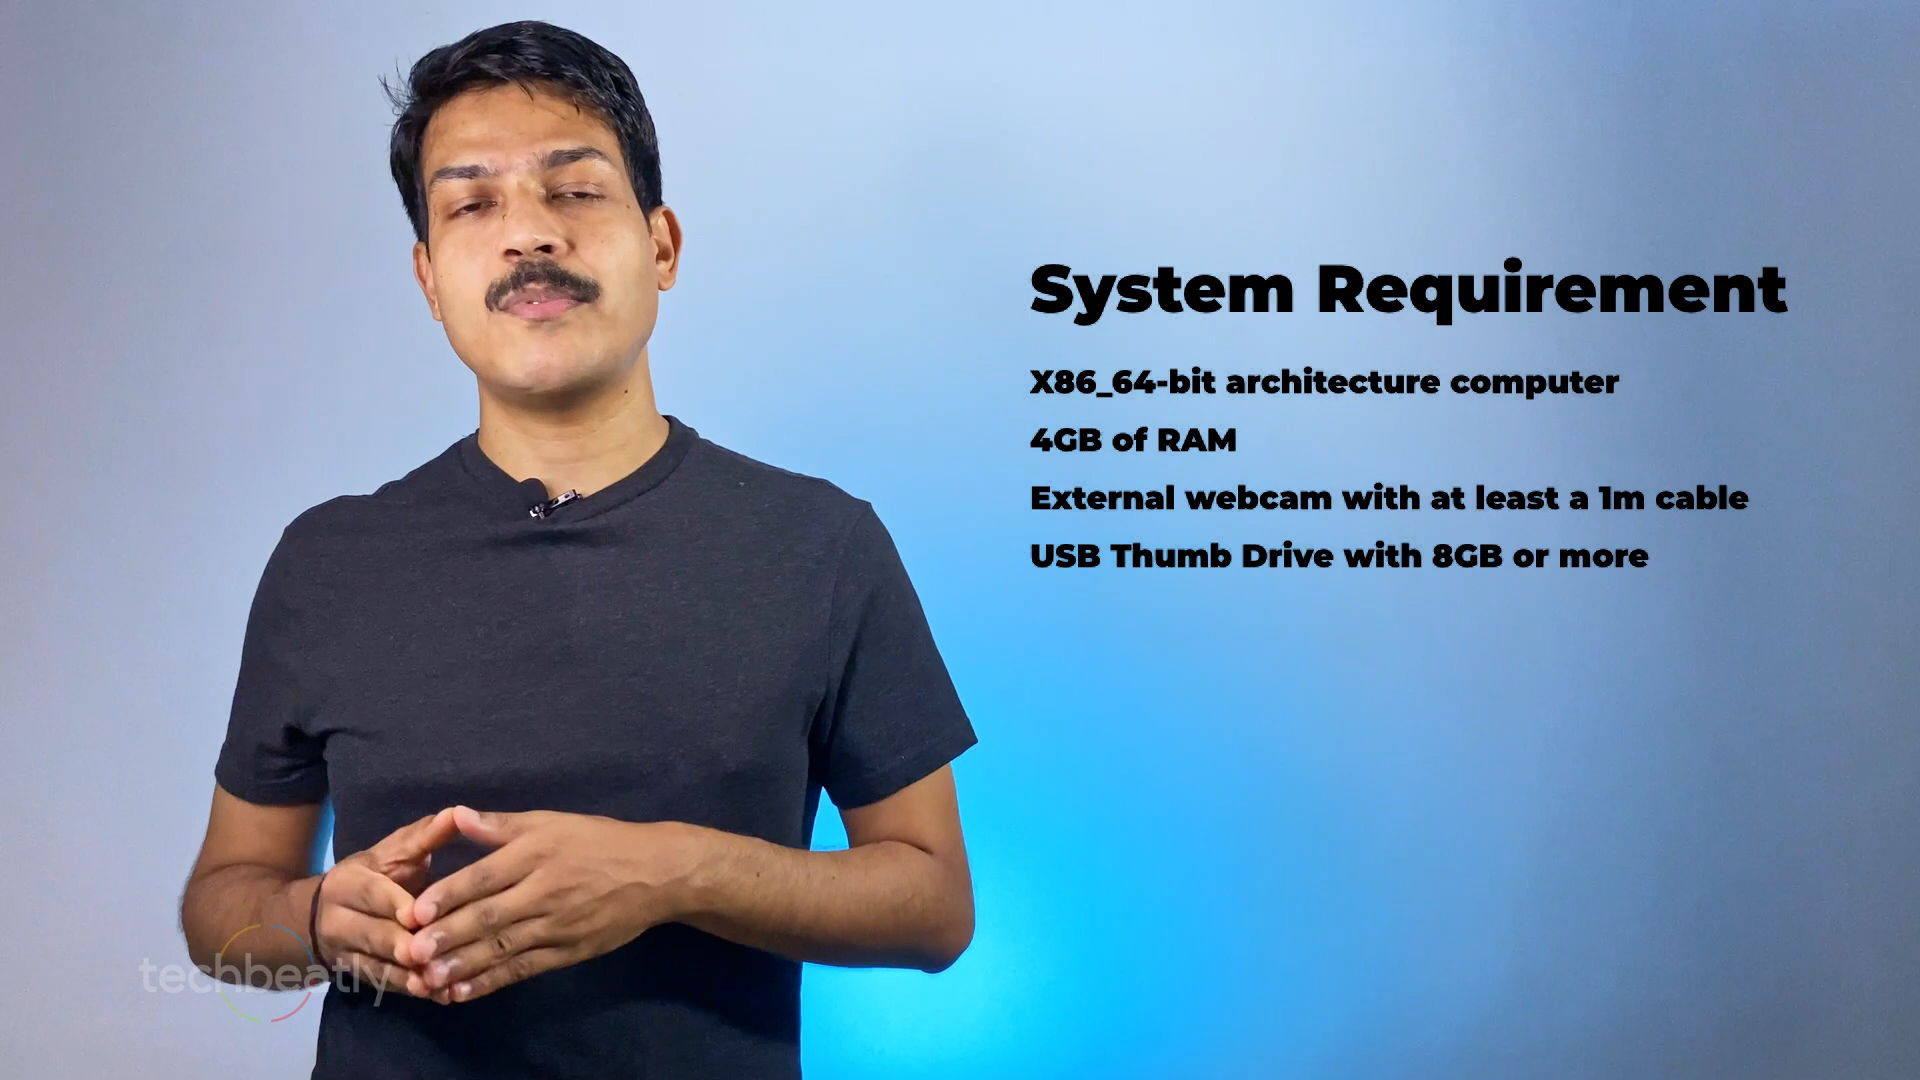 System Requirement
X86_64-bit architecture computer
4GB of RAM
External webcam with at least a 1m cable
USB Thumb Drive with 8GB or more
techbeatly